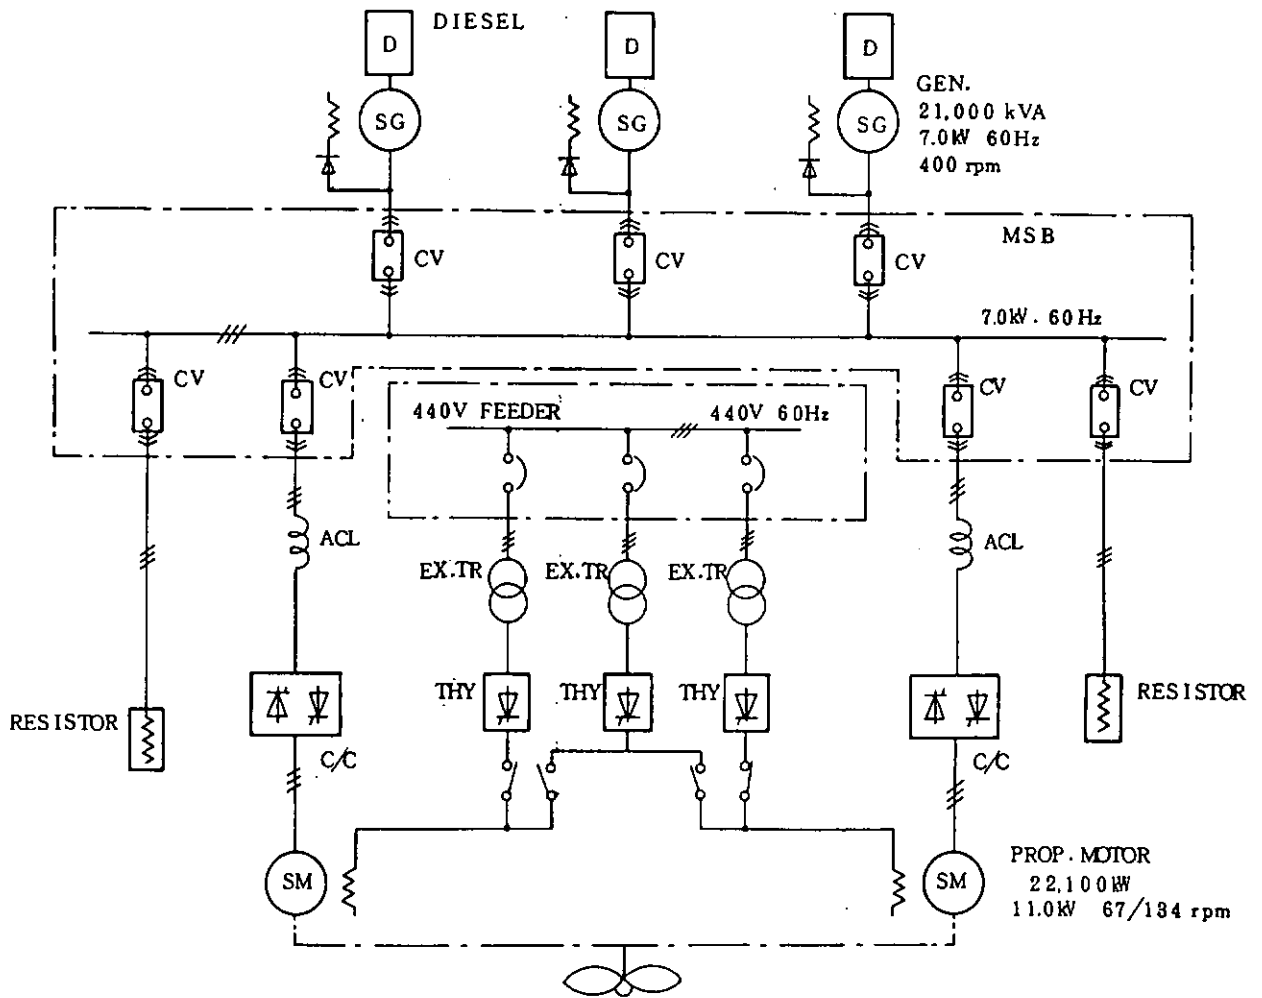 DIESEL
D
D
D
GEN.
SG
SG
SG
21,000 kVA
7.0kV 60Hz
400 rpm
MSB
CV
CV
CV
7.0kV. 60Hz
CV
CV
CV
CV
440V FEEDER
440V 60Hz
ACL
ACL
EX.TR
EX.TR
EX.TR
THY
THY
THY
RESISTOR
RESISTOR
C/C
C/C
SM
SM
PROP. MOTOR
22,100kW
11.0kV 67/134 rpm